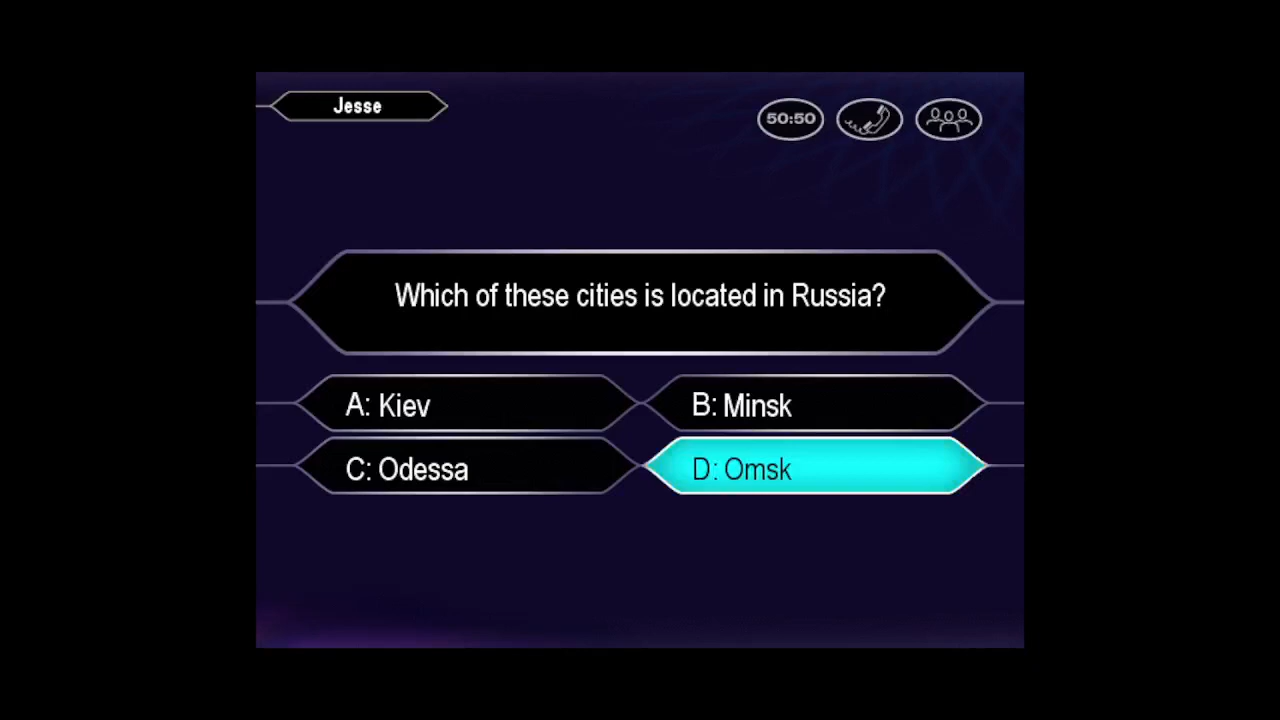 Jesse
50:50
Which of these cities is located in Russia?
A: Kiev
B: Minsk
C: Odessa
D: Omsk